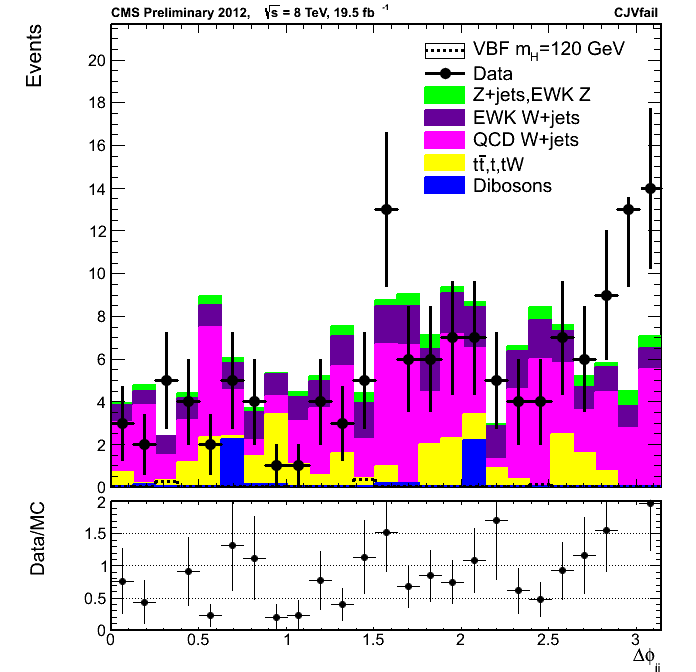 CMS Preliminary 2012, √s = 8 TeV, 19.5 fb⁻¹ CJVfail
Events
VBF m_H=120 GeV
Data
Z+jets,EWK Z
EWK W+jets
QCD W+jets
tt̄,t,tW
Dibosons
20
18
16
14
12
10
8
6
4
2
0
Data/MC
2
1.5
1
0.5
0
0 0.5 1 1.5 2 2.5 3
Δϕ_jj